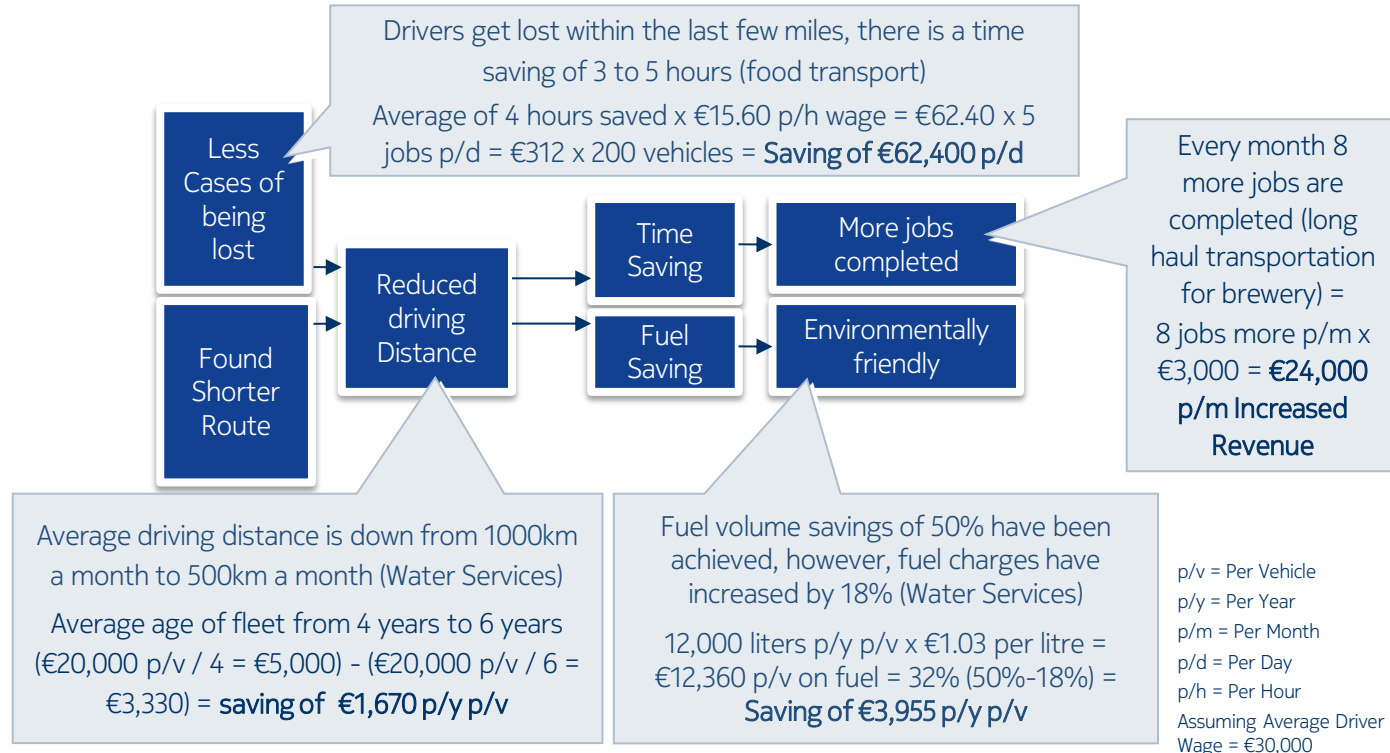 Drivers get lost within the last few miles, there is a time
saving of 3 to 5 hours (food transport)
Average of 4 hours saved x €15.60 p/h wage = €62.40 x 5
jobs p/d = €312 x 200 vehicles = Saving of €62,400 p/d
Less
Cases of
being
lost
Found
Shorter
Route
Reduced
driving
Distance
Time
Saving
Fuel
Saving
More jobs
completed
Environmentally
friendly
Every month 8
more jobs are
completed (long
haul transportation
for brewery) =
8 jobs more p/m x
€3,000 = €24,000
p/m Increased
Revenue
Average driving distance is down from 1000km
a month to 500km a month (Water Services)
Average age of fleet from 4 years to 6 years
(€20,000 p/v / 4 = €5,000) - (€20,000 p/v / 6 =
€3,330) = saving of €1,670 p/y p/v
Fuel volume savings of 50% have been
achieved, however, fuel charges have
increased by 18% (Water Services)
12,000 liters p/y p/v x €1.03 per litre =
€12,360 p/v on fuel = 32% (50%-18%) =
Saving of €3,955 p/y p/v
p/v = Per Vehicle
p/y = Per Year
p/m = Per Month
p/d = Per Day
p/h = Per Hour
Assuming Average Driver
Wage = €30,000